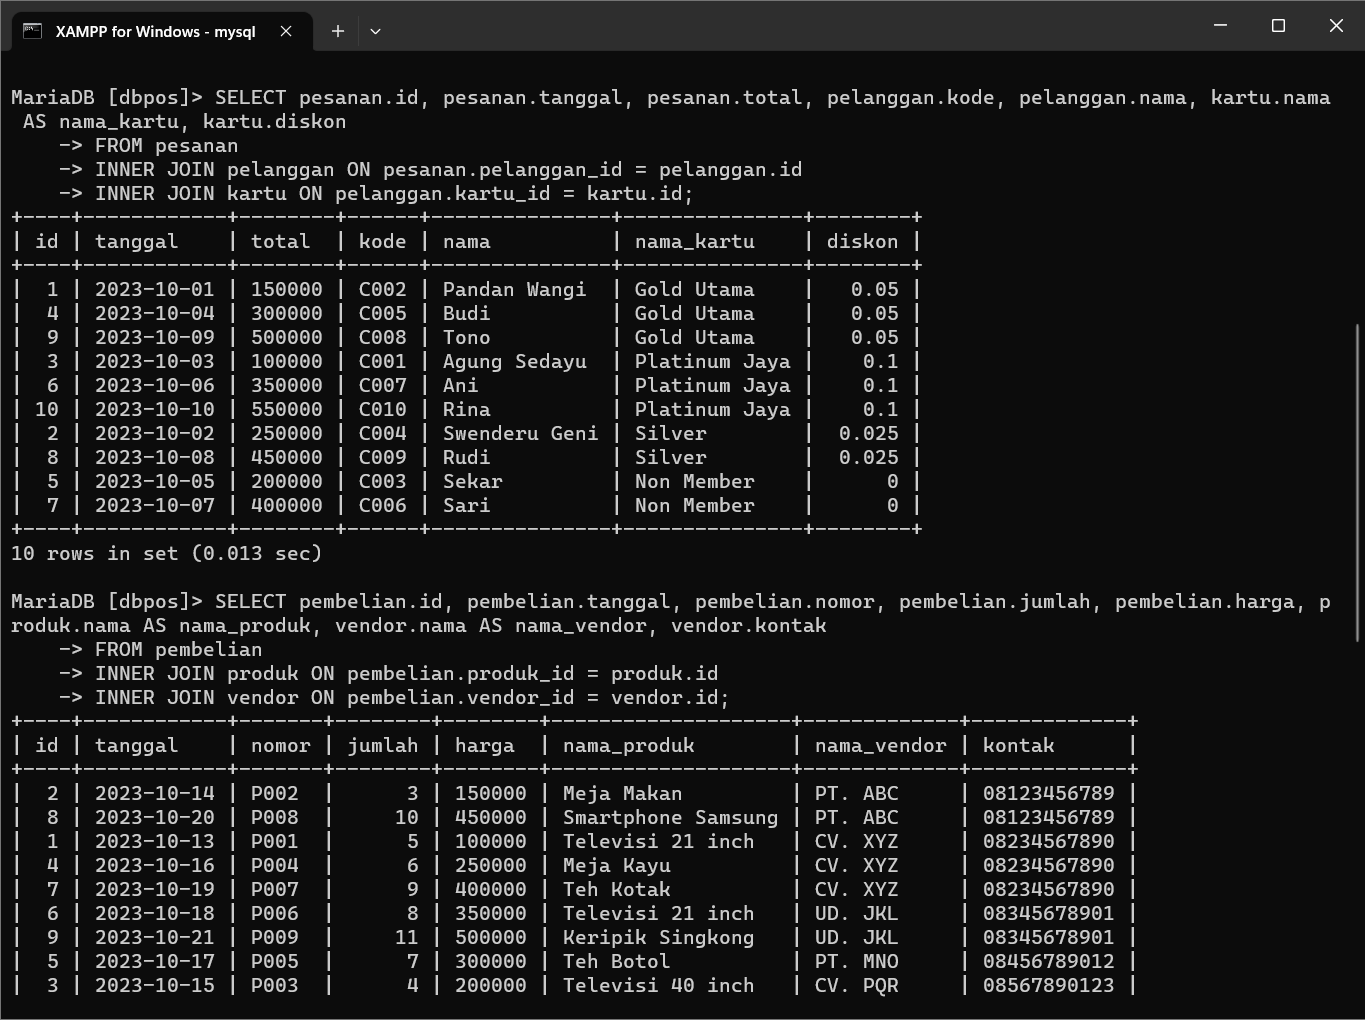 XAMPP for Windows - mysql
MariaDB [dbpos]> SELECT pesanan.id, pesanan.tanggal, pesanan.total, pelanggan.kode, pelanggan.nama, kartu.nama
 AS nama_kartu, kartu.diskon
    -> FROM pesanan
    -> INNER JOIN pelanggan ON pesanan.pelanggan_id = pelanggan.id
    -> INNER JOIN kartu ON pelanggan.kartu_id = kartu.id;
+----+------------+--------+------+---------------+---------------+--------+
| id | tanggal    | total  | kode | nama          | nama_kartu    | diskon |
+----+------------+--------+------+---------------+---------------+--------+
|  1 | 2023-10-01 | 150000 | C002 | Pandan Wangi  | Gold Utama    |   0.05 |
|  4 | 2023-10-04 | 300000 | C005 | Budi          | Gold Utama    |   0.05 |
|  9 | 2023-10-09 | 500000 | C008 | Tono          | Gold Utama    |   0.05 |
|  3 | 2023-10-03 | 100000 | C001 | Agung Sedayu  | Platinum Jaya |    0.1 |
|  6 | 2023-10-06 | 350000 | C007 | Ani           | Platinum Jaya |    0.1 |
| 10 | 2023-10-10 | 550000 | C010 | Rina          | Platinum Jaya |    0.1 |
|  2 | 2023-10-02 | 250000 | C004 | Swenderu Geni | Silver        |  0.025 |
|  8 | 2023-10-08 | 450000 | C009 | Rudi          | Silver        |  0.025 |
|  5 | 2023-10-05 | 200000 | C003 | Sekar         | Non Member    |      0 |
|  7 | 2023-10-07 | 400000 | C006 | Sari          | Non Member    |      0 |
+----+------------+--------+------+---------------+---------------+--------+
10 rows in set (0.013 sec)
MariaDB [dbpos]> SELECT pembelian.id, pembelian.tanggal, pembelian.nomor, pembelian.jumlah, pembelian.harga, p
roduk.nama AS nama_produk, vendor.nama AS nama_vendor, vendor.kontak
    -> FROM pembelian
    -> INNER JOIN produk ON pembelian.produk_id = produk.id
    -> INNER JOIN vendor ON pembelian.vendor_id = vendor.id;
+----+------------+-------+--------+--------+--------------------+-------------+-------------+
| id | tanggal    | nomor | jumlah | harga  | nama_produk        | nama_vendor | kontak      |
+----+------------+-------+--------+--------+--------------------+-------------+-------------+
|  2 | 2023-10-14 | P002  |      3 | 150000 | Meja Makan         | PT. ABC     | 08123456789 |
|  8 | 2023-10-20 | P008  |     10 | 450000 | Smartphone Samsung | PT. ABC     | 08123456789 |
|  1 | 2023-10-13 | P001  |      5 | 100000 | Televisi 21 inch   | CV. XYZ     | 08234567890 |
|  4 | 2023-10-16 | P004  |      6 | 250000 | Meja Kayu          | CV. XYZ     | 08234567890 |
|  7 | 2023-10-19 | P007  |      9 | 400000 | Teh Kotak          | CV. XYZ     | 08234567890 |
|  6 | 2023-10-18 | P006  |      8 | 350000 | Televisi 21 inch   | UD. JKL     | 08345678901 |
|  9 | 2023-10-21 | P009  |     11 | 500000 | Keripik Singkong   | UD. JKL     | 08345678901 |
|  5 | 2023-10-17 | P005  |      7 | 300000 | Teh Botol          | PT. MNO     | 08456789012 |
|  3 | 2023-10-15 | P003  |      4 | 200000 | Televisi 40 inch   | CV. PQR     | 08567890123 |